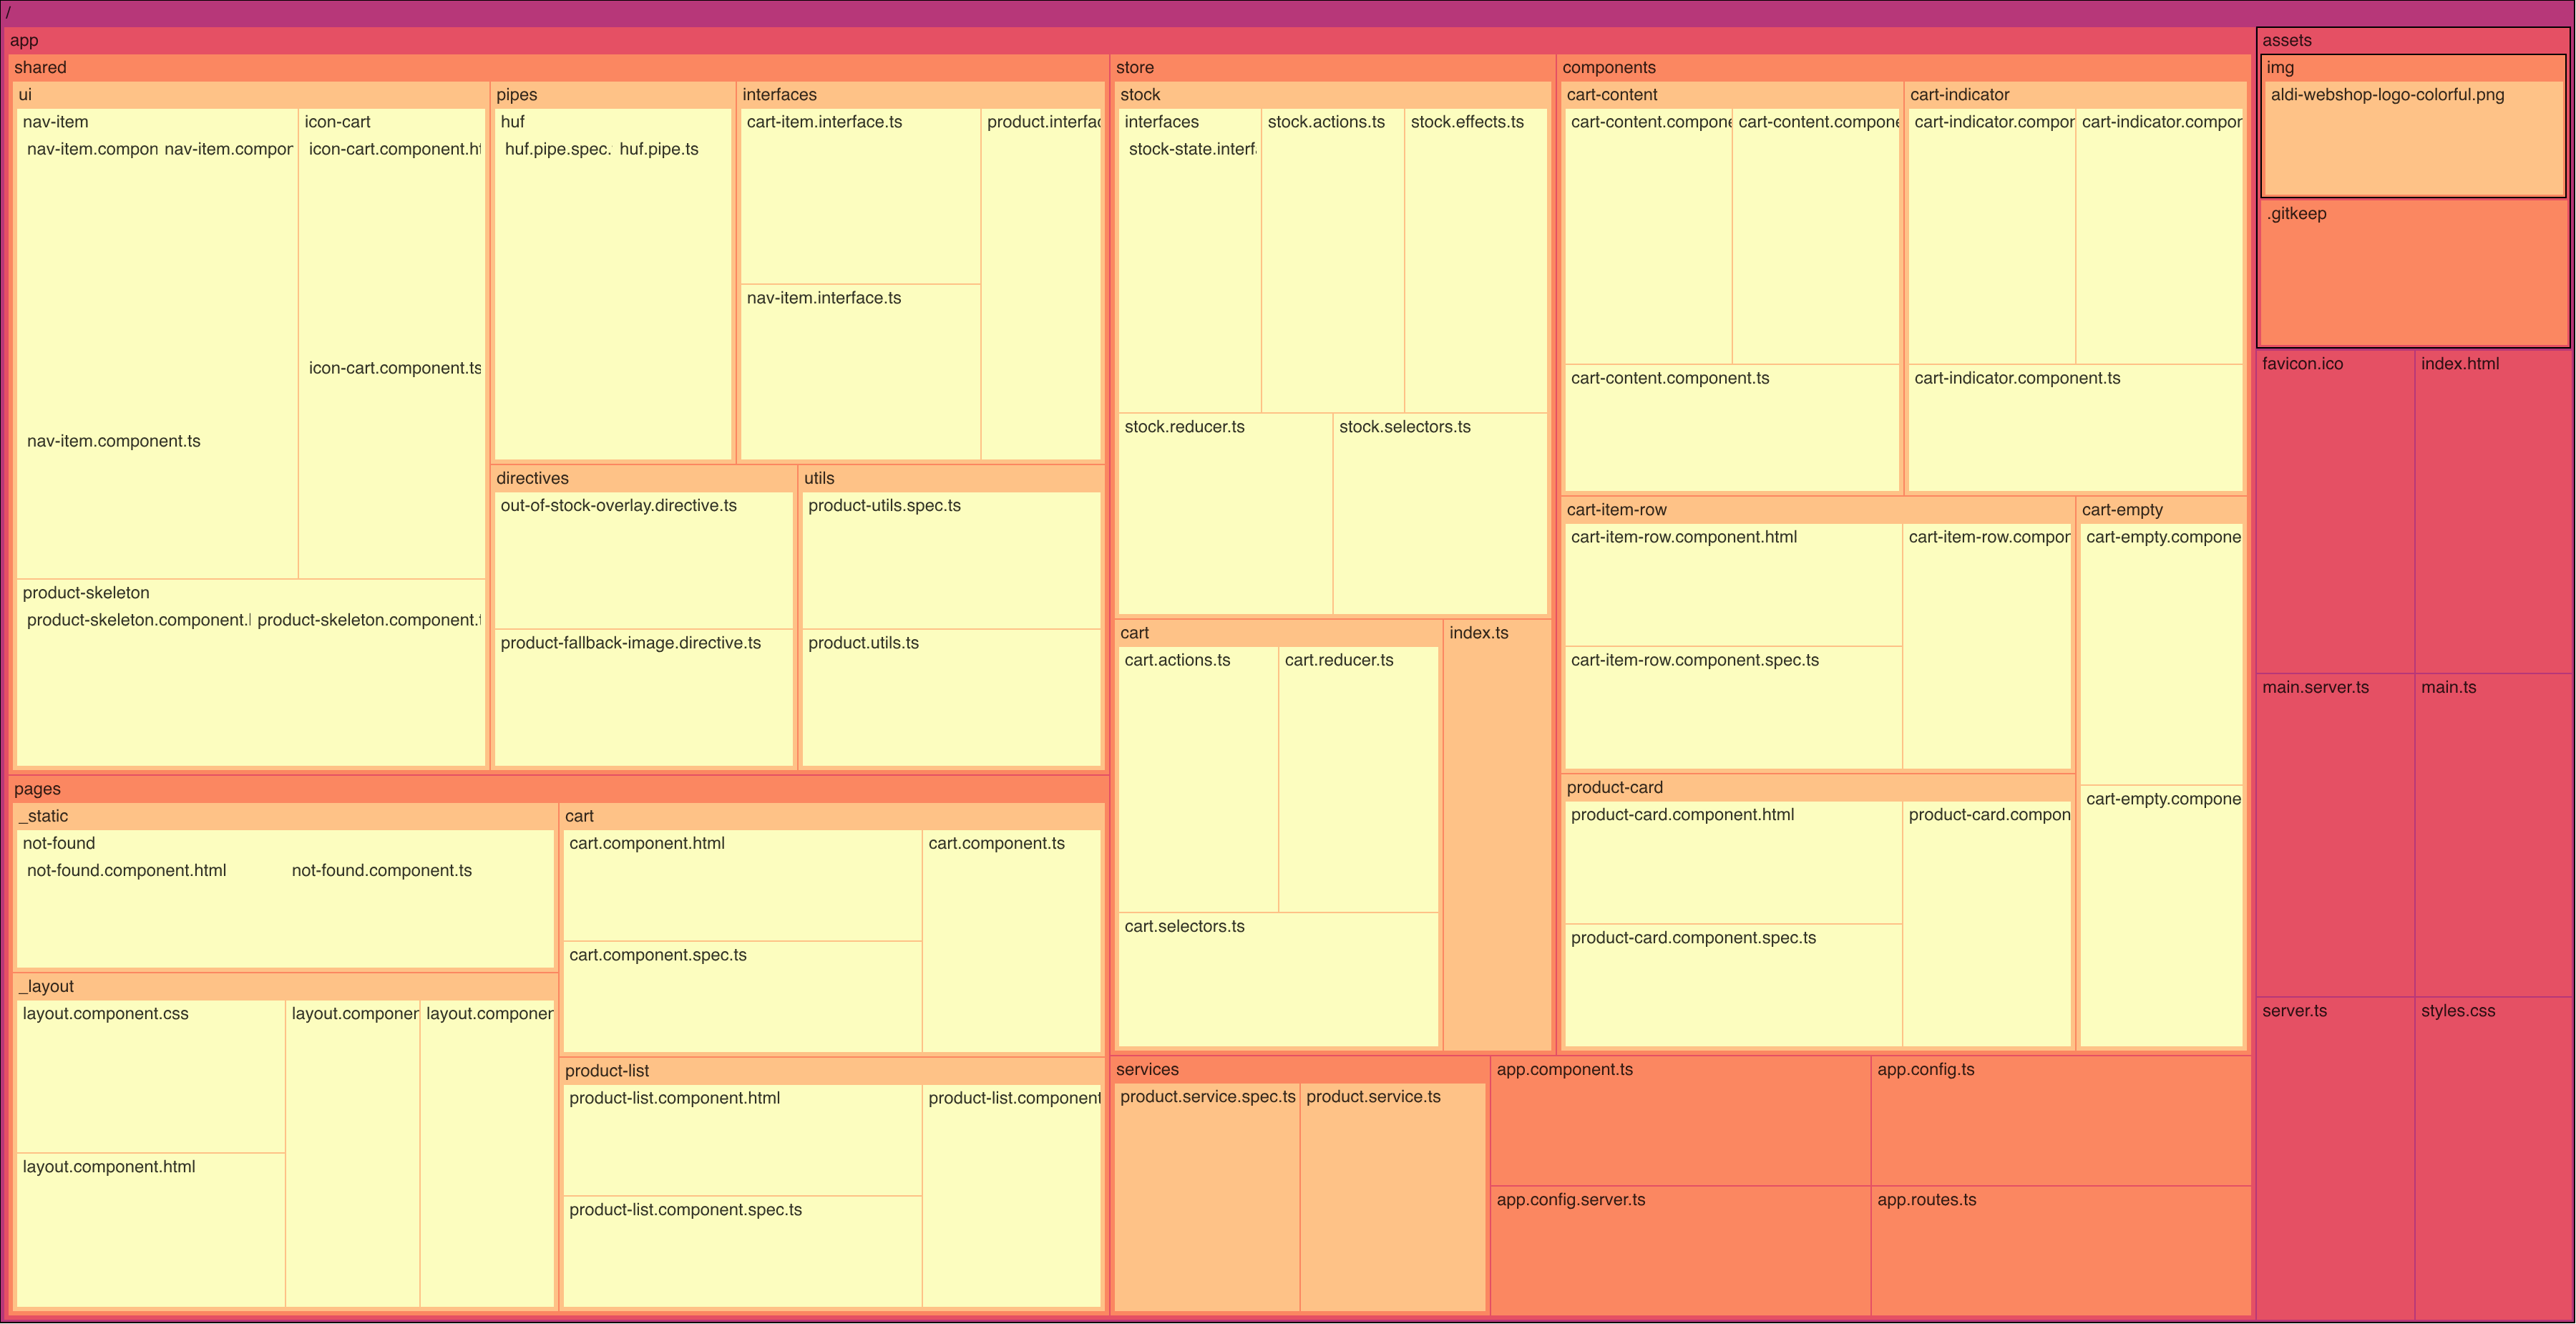 /
app
shared
ui
nav-item
nav-item.compon
nav-item.compor
nav-item.component.ts
icon-cart
icon-cart.component.ht
icon-cart.component.ts
product-skeleton
product-skeleton.component.
product-skeleton.component.t
pipes
huf
huf.pipe.spec.
huf.pipe.ts
interfaces
cart-item.interface.ts
nav-item.interface.ts
product.interfac
directives
out-of-stock-overlay.directive.ts
product-fallback-image.directive.ts
utils
product-utils.spec.ts
product.utils.ts
pages
_static
not-found
not-found.component.html
not-found.component.ts
_layout
layout.component.css
layout.component.html
layout.componer
layout.componer
cart
cart.component.html
cart.component.spec.ts
cart.component.ts
product-list
product-list.component.html
product-list.component.spec.ts
product-list.component
store
stock
interfaces
stock-state.interf
stock.actions.ts
stock.effects.ts
stock.reducer.ts
stock.selectors.ts
cart
cart.actions.ts
cart.reducer.ts
cart.selectors.ts
index.ts
components
cart-content
cart-content.compone
cart-content.compone
cart-content.component.ts
cart-indicator
cart-indicator.compor
cart-indicator.compor
cart-indicator.component.ts
cart-item-row
cart-item-row.component.html
cart-item-row.component.spec.ts
cart-item-row.compor
cart-empty
cart-empty.compone
cart-empty.compone
product-card
product-card.component.html
product-card.component.spec.ts
product-card.compon
services
product.service.spec.ts
product.service.ts
app.component.ts
app.config.ts
app.config.server.ts
app.routes.ts
assets
img
aldi-webshop-logo-colorful.png
.gitkeep
favicon.ico
index.html
main.server.ts
main.ts
server.ts
styles.css